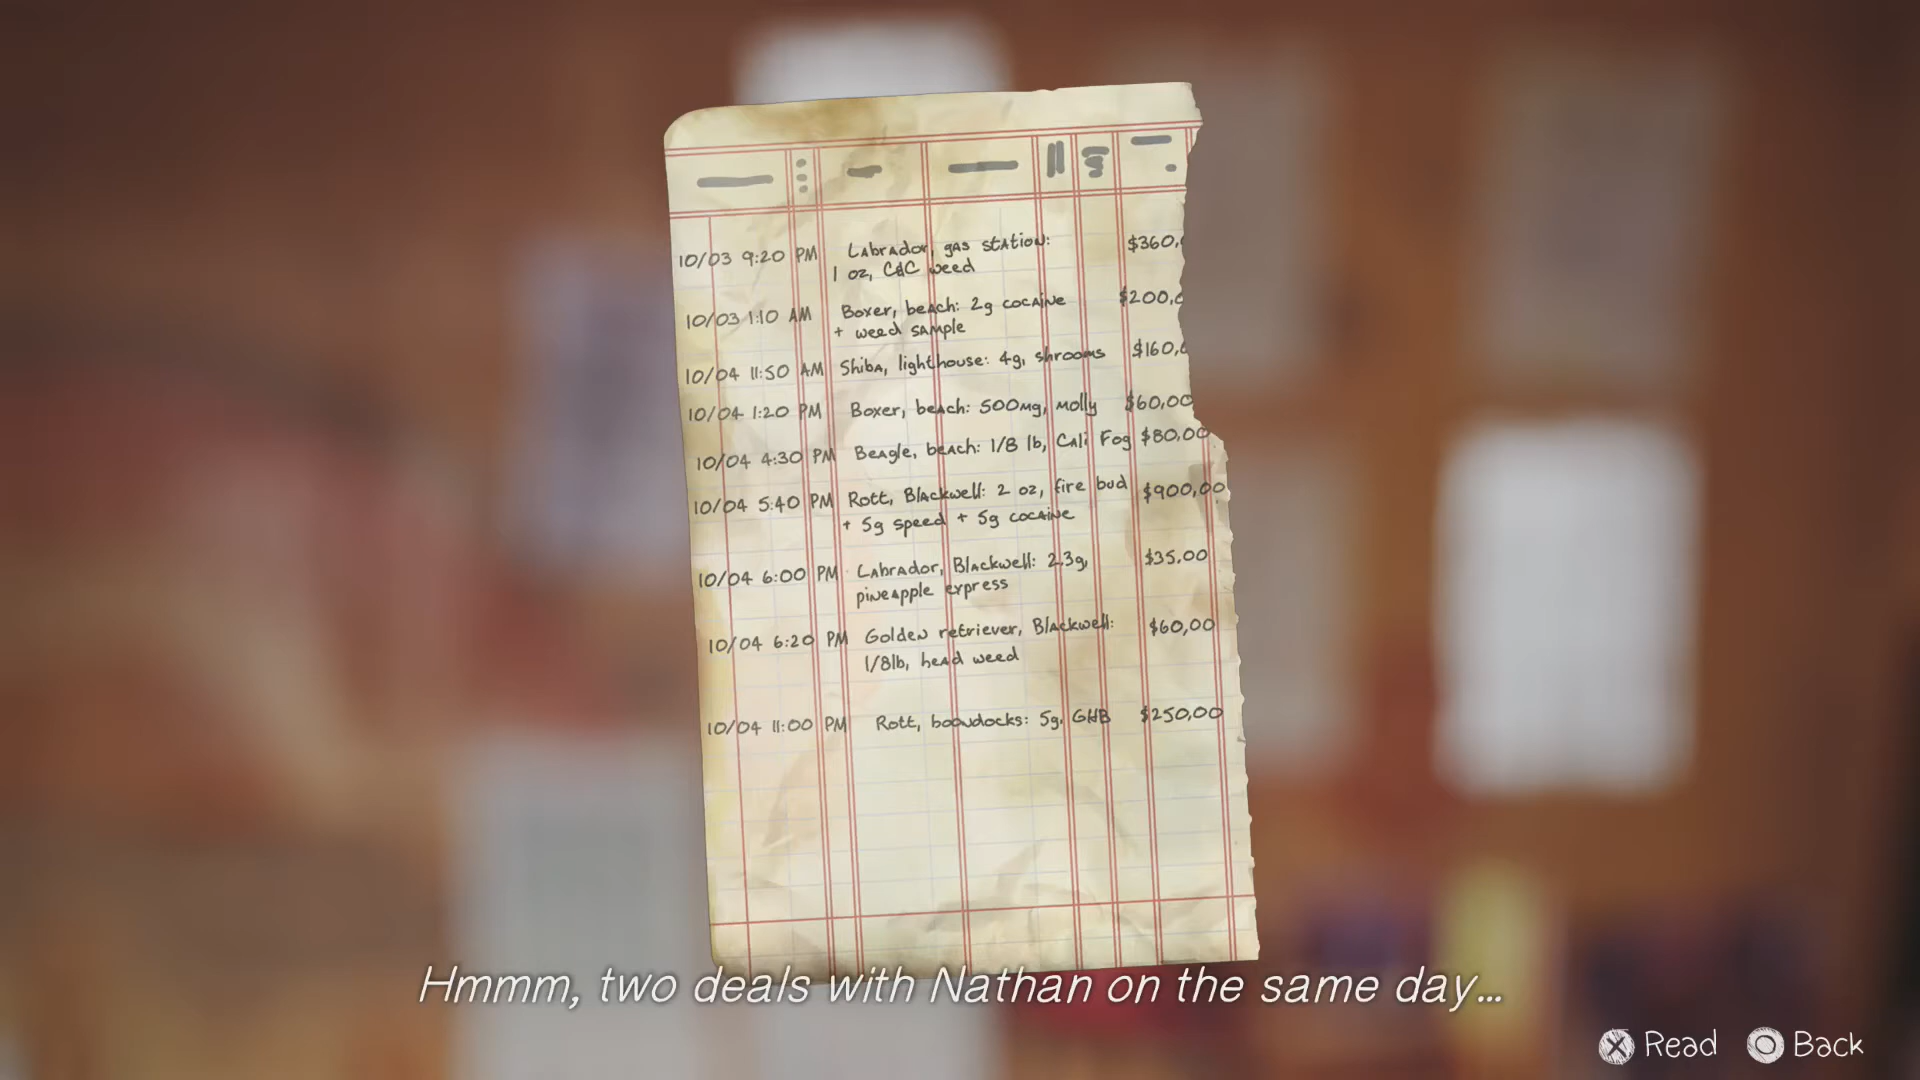 10/03 9:20 PM Labrador, gas station: $360,
1 oz, C&C weed
10/03 1:10 AM Boxer, beach: 2g cocaine $200,0
+ weed sample
10/04 11:50 AM Shiba, lighthouse: 4g, shrooms $160,0
10/04 1:20 PM Boxer, beach: 500mg, molly $60,00
10/04 4:30 PM Beagle, beach: 1/8 lb, Cali Fog $80,00
10/04 5:40 PM Rott, Blackwell: 2 oz, fire bud $900,00
+ 5g speed + 5g cocaine
10/04 6:00 PM Labrador, Blackwell: 2.3g, $35,00
pineapple express
10/04 6:20 PM Golden retriever, Blackwell: $60,00
1/8lb, head weed
10/04 11:00 PM Rott, boowdocks: 5g, GHB $250,00
Hmmm, two deals with Nathan on the same day...
Read Back